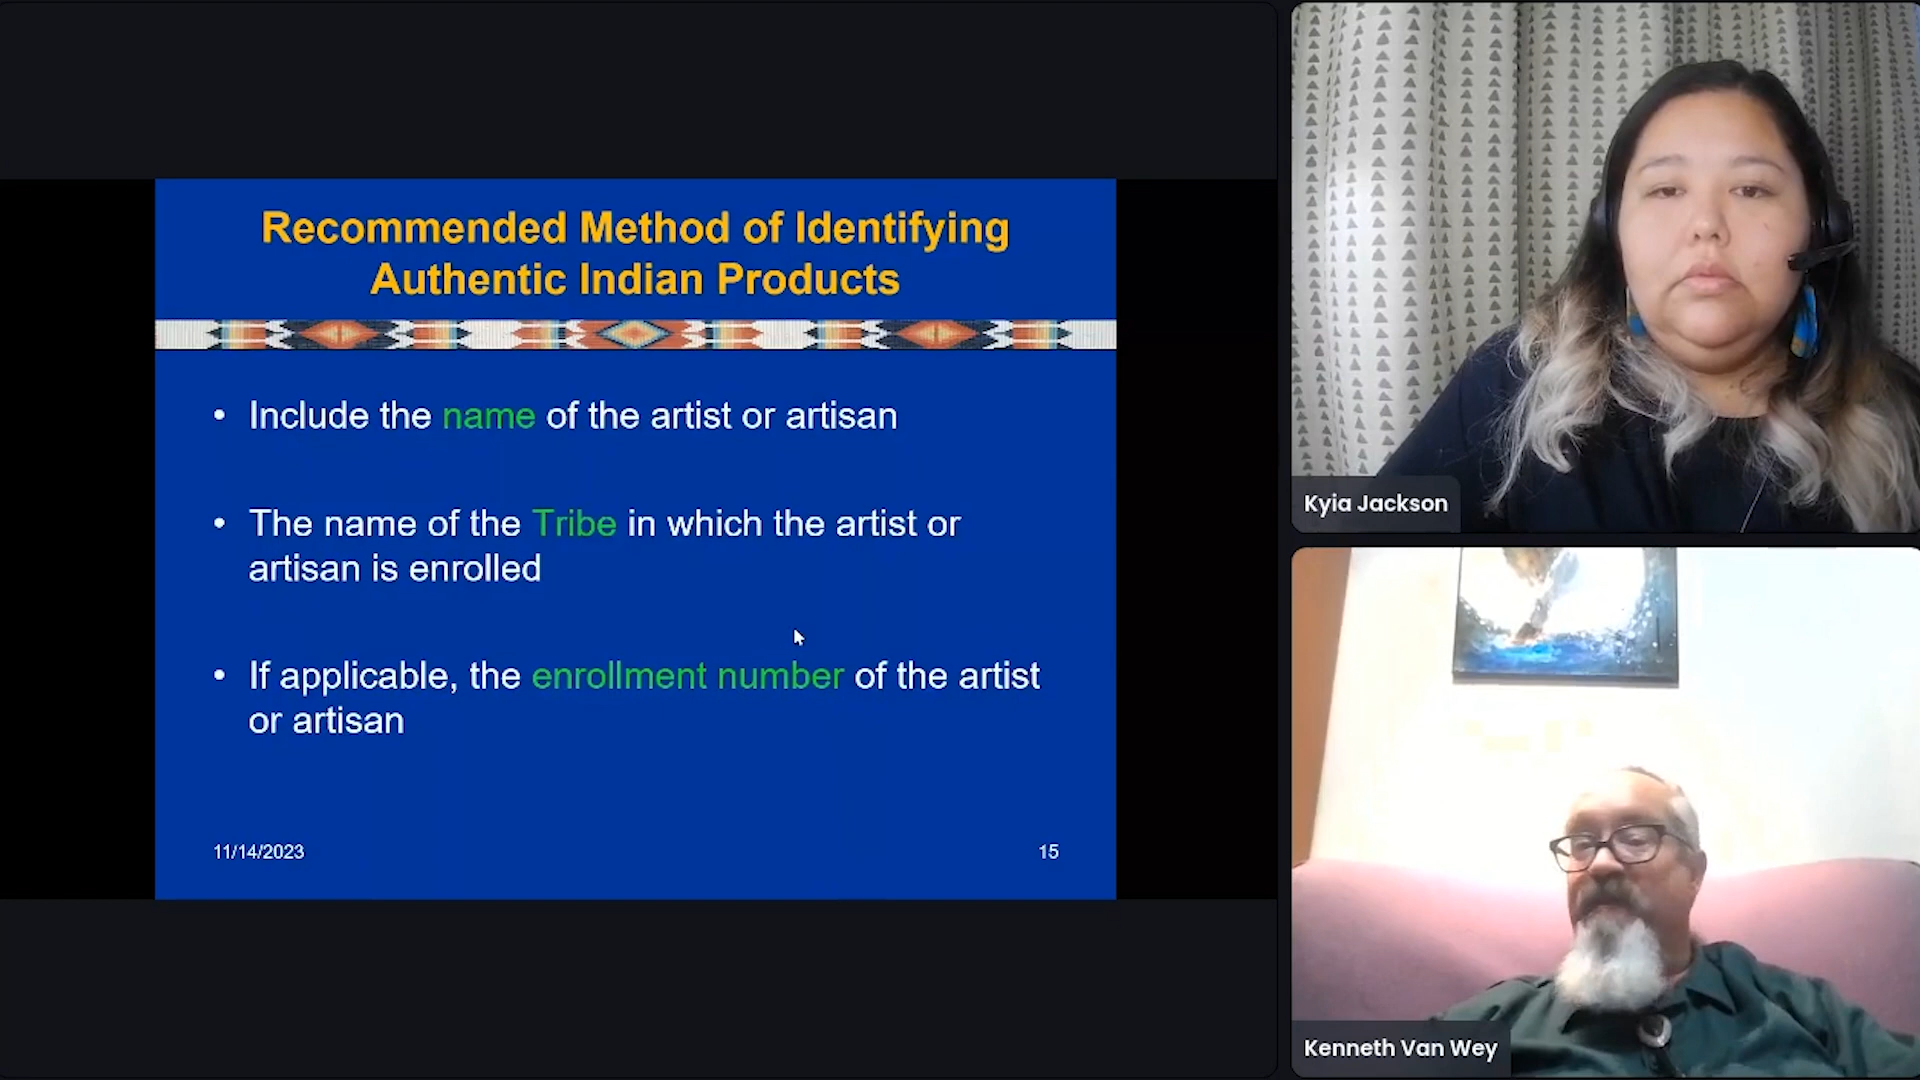 Recommended Method of Identifying
Authentic Indian Products
• Include the name of the artist or artisan
• The name of the Tribe in which the artist or
artisan is enrolled
• If applicable, the enrollment number of the artist
or artisan
11/14/2023
15
Kyia Jackson
Kenneth Van Wey